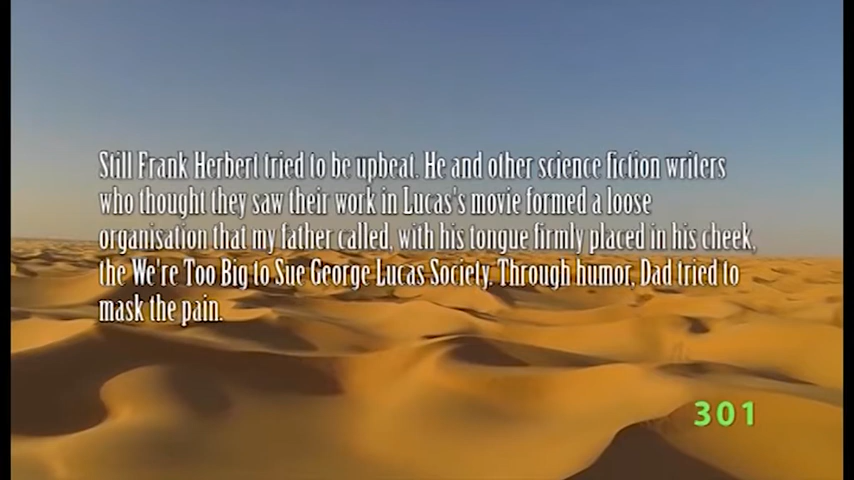 Still Frank Herbert tried to be upbeat. He and other science fiction writers
who thought they saw their work in Lucas's movie formed a loose
organisation that my father called, with his tongue firmly placed in his cheek,
the We're Too Big to Sue George Lucas Society. Through humor, Dad tried to
mask the pain.
301